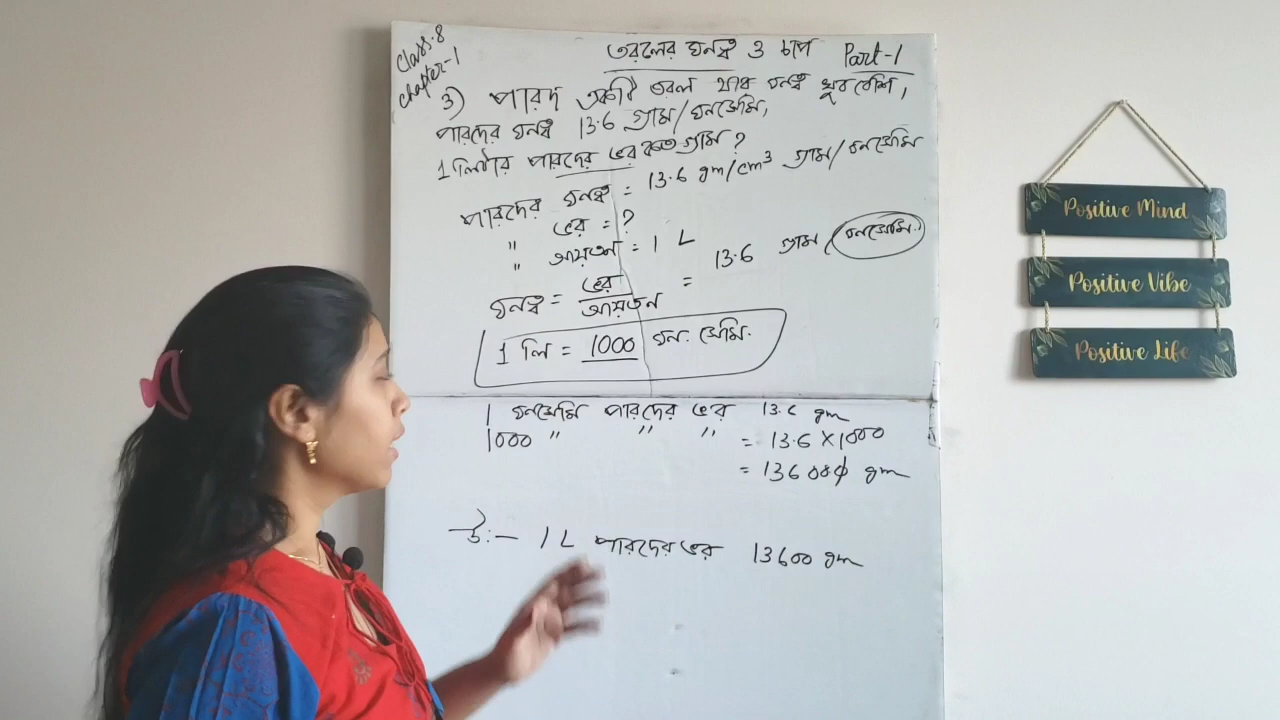 Class-8
Chapter-1
তরলের ঘনত্ব ও চাপ Part-1
3) পারদ একটি তরল যার ঘনত্ব খুব বেশি,
পারদের ঘনত্ব 13.6 গ্রাম/ঘনসেমি,
1 লিটার পারদের ভর কত গ্রাম?
পারদের ঘনত্ব = 13.6 gm/cm³ গ্রাম/ঘনসেমি
" ভর = ?
" আয়তন = 1 L
ঘনত্ব = ভর/আয়তন = 13.6 গ্রাম/ঘনসেমি.
1 লি = 1000 ঘন. সেমি.
1 ঘনসেমি পারদের ভর 13.6 gm
1000 " " " = 13.6 X 1000
= 13600 gm
উঃ- 1 L পারদের ভর 13600 gm
Positive Mind
Positive Vibe
Positive Life